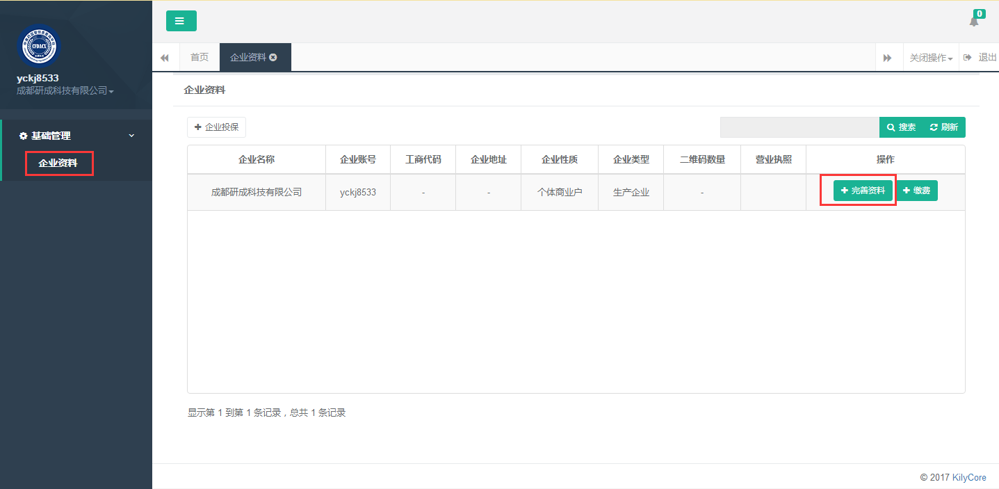 CFDACX
yckj8533
成都研成科技有限公司
基础管理
企业资料
0
首页
企业资料
关闭操作
退出
企业资料
企业投保
搜索
刷新
企业名称 企业账号 工商代码 企业地址 企业性质 企业类型 二维码数量 营业执照 操作
成都研成科技有限公司 yckj8533 - - 个体商业户 生产企业 - 完善资料 缴费
显示第 1 到第 1 条记录，总共 1 条记录
© 2017 KilyCore